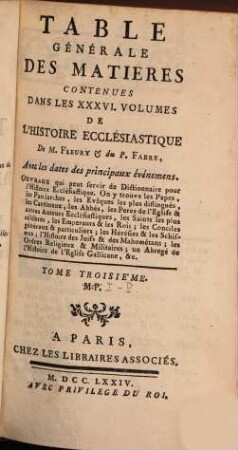 TABLE
GÉNÉRALE
DES MATIERES
CONTENUES
DANS LES XXXVI. VOLUMES
DE
L'HISTOIRE ECCLÉSIASTIQUE
De M. FLEURY & du P. FABRE,
Avec les dates des principaux événemens.
OUVRAGE qui peut servir de Dictionnaire pour
l'Histoire Ecclésiastique. On y trouve les Papes,
les Patriarches, les Evêques les plus distingués,
les Cardinaux, les Abbés, les Peres de l'Eglise &
autres Auteurs Ecclésiastiques, les Saints les plus
célébres, les Empereurs & les Rois; les Conciles
généraux & particuliers; les Hérésies & les Schis-
mes; l'Histoire des Juifs & des Mahométans; les
Ordres Religieux & Militaires; un Abregé de
l'Histoire de l'Eglise Gallicane, &c.
TOME TROISIEME.
M-P. I-P
A PARIS,
CHEZ LES LIBRAIRES ASSOCIÉS.
M. DCC. LXXIV.
AVEC PRIVILEGE DU ROI.